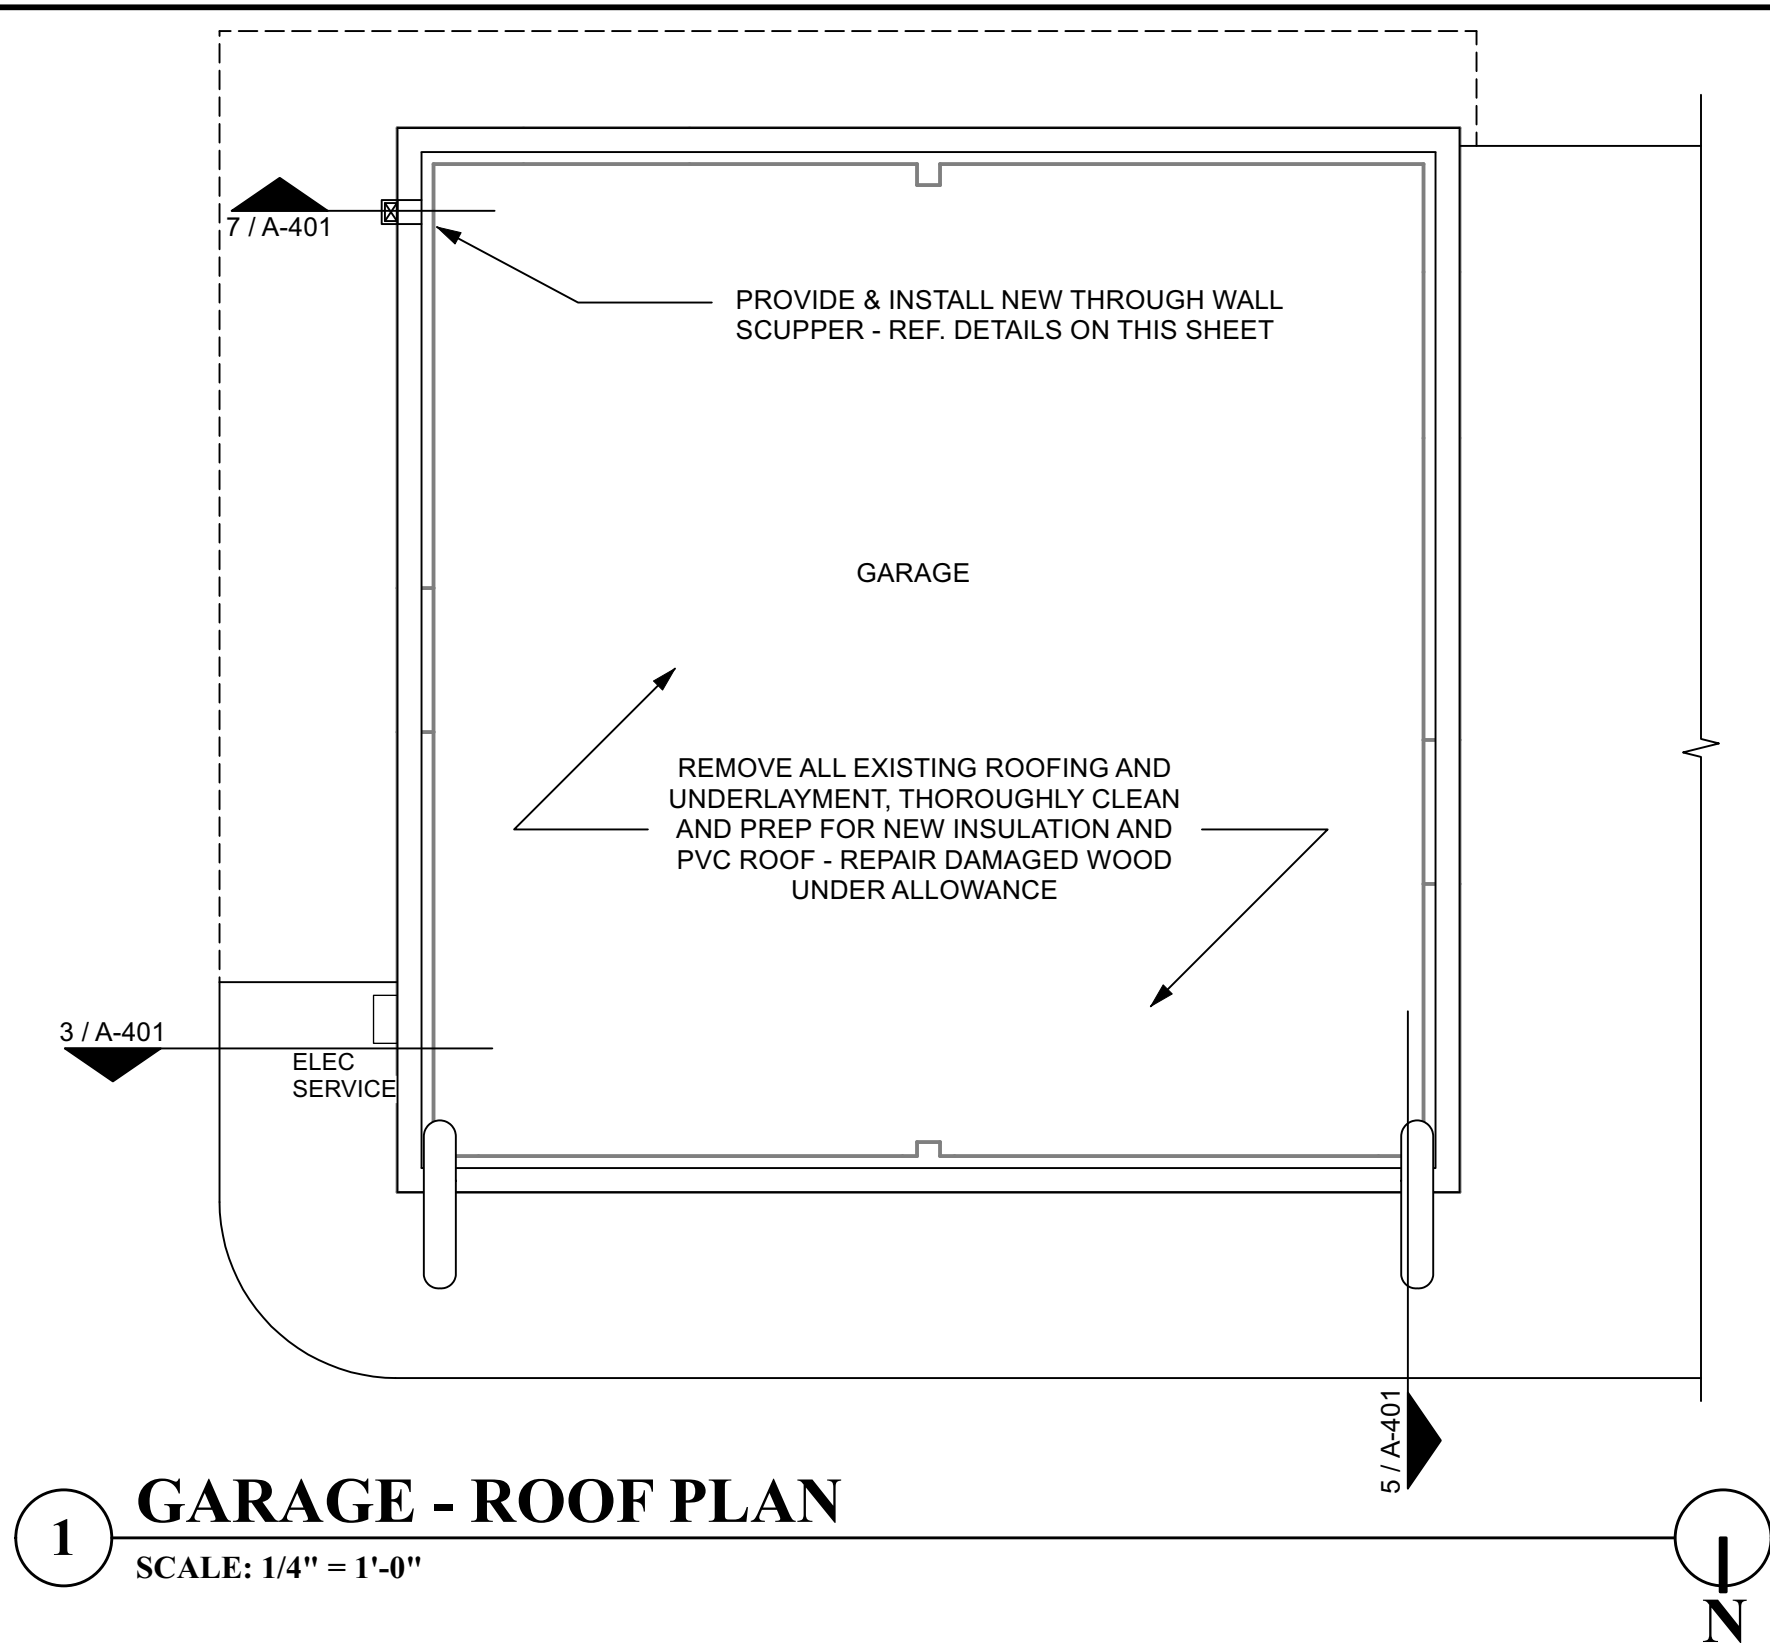 7 / A-401
PROVIDE & INSTALL NEW THROUGH WALL
SCUPPER - REF. DETAILS ON THIS SHEET
GARAGE
REMOVE ALL EXISTING ROOFING AND
UNDERLAYMENT, THOROUGHLY CLEAN
AND PREP FOR NEW INSULATION AND
PVC ROOF - REPAIR DAMAGED WOOD
UNDER ALLOWANCE
3 / A-401
ELEC
SERVICE
5 / A-401
1
GARAGE - ROOF PLAN
SCALE: 1/4" = 1'-0"
N